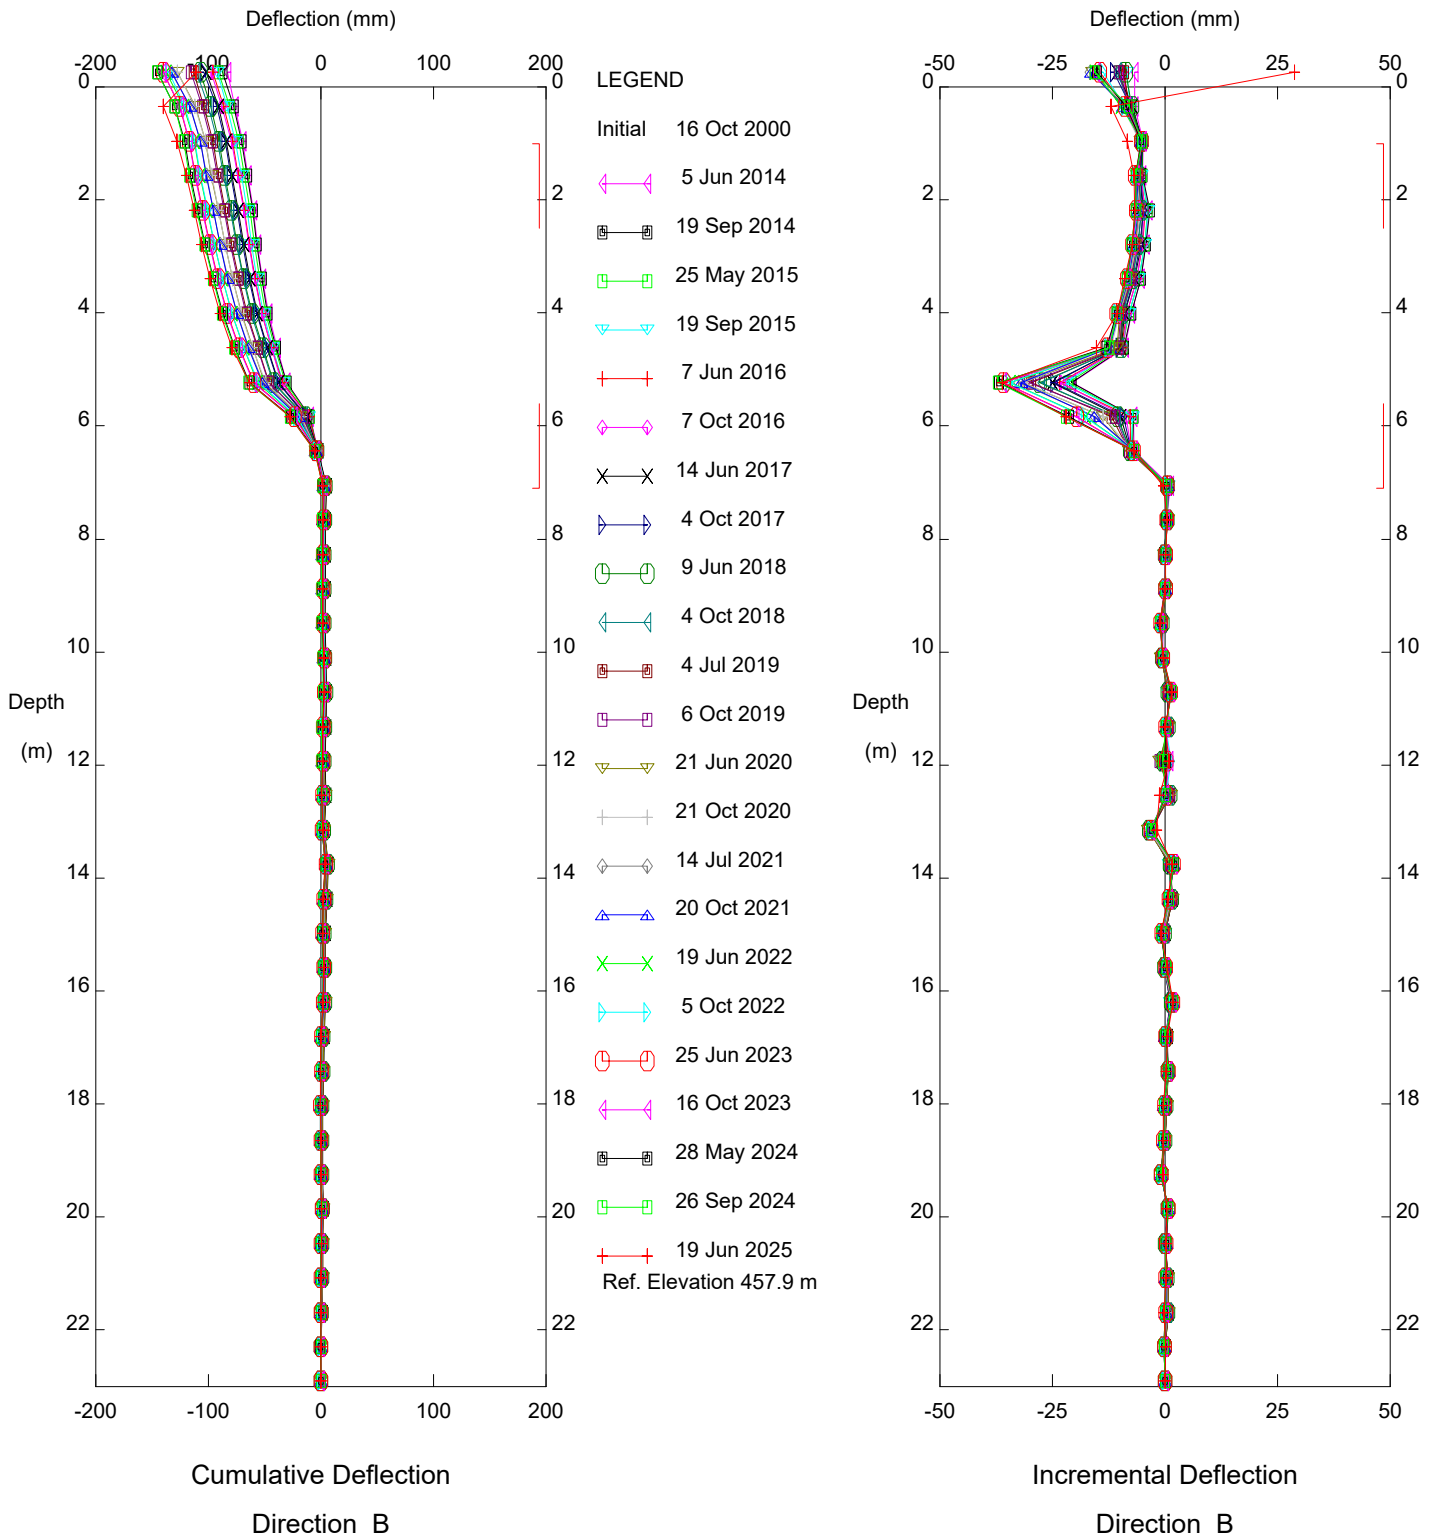 Deflection (mm)
-200 -100 0 100 200
0 0
2 2
4 4
6 6
8 8
10 10
12 12
14 14
16 16
18 18
20 20
22 22
Depth
(m)
-200 -100 0 100 200
Cumulative Deflection
Direction B
LEGEND
Initial 16 Oct 2000
5 Jun 2014
19 Sep 2014
25 May 2015
19 Sep 2015
7 Jun 2016
7 Oct 2016
14 Jun 2017
4 Oct 2017
9 Jun 2018
4 Oct 2018
4 Jul 2019
6 Oct 2019
21 Jun 2020
21 Oct 2020
14 Jul 2021
20 Oct 2021
19 Jun 2022
5 Oct 2022
25 Jun 2023
16 Oct 2023
28 May 2024
26 Sep 2024
19 Jun 2025
Ref. Elevation 457.9 m
Deflection (mm)
-50 -25 0 25 50
0 0
2 2
4 4
6 6
8 8
10 10
12 12
14 14
16 16
18 18
20 20
22 22
Depth
(m)
-50 -25 0 25 50
Incremental Deflection
Direction B